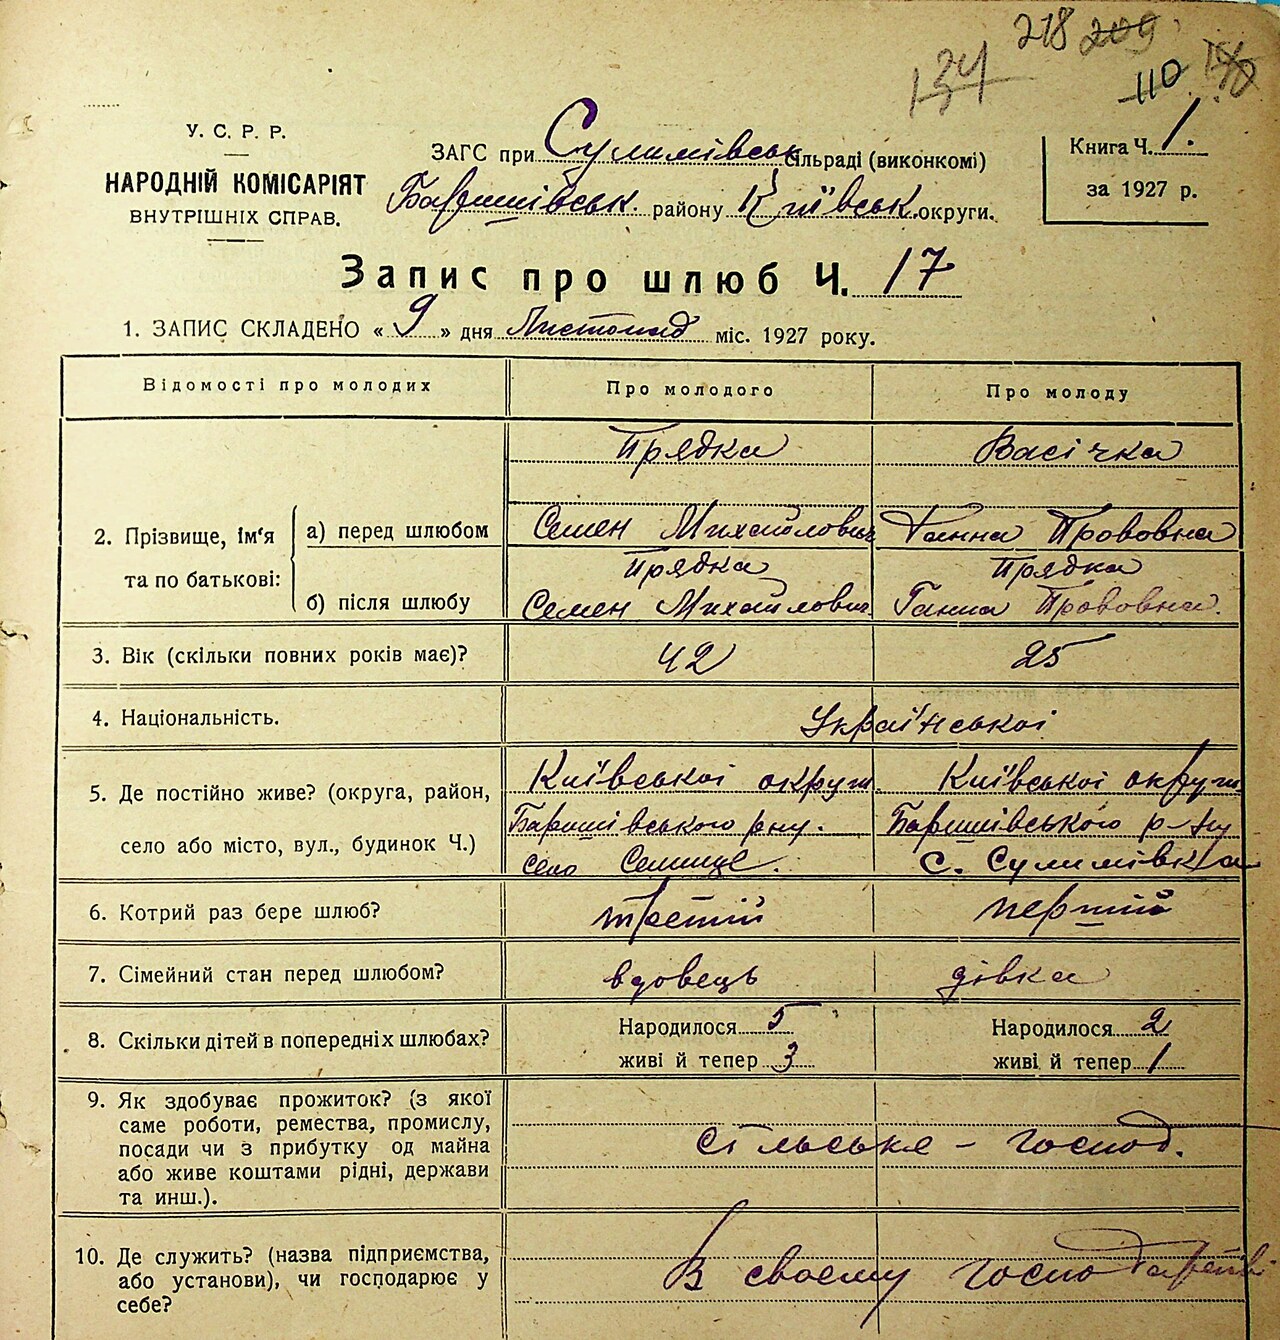 218 209
134
110
У. С. Р. Р.
НАРОДНІЙ КОМІСАРІЯТ
ВНУТРІШНІХ СПРАВ.
ЗАГС при Сулимівськ сільраді (виконкомі)
Баришівськ. району Київськ округи.
Книга Ч. 1.
за 1927 р.
Запис про шлюб Ч. 17
1. ЗАПИС СКЛАДЕНО « 9 » дня Листопад міс. 1927 року.
Відомості про молодих
Про молодого
Про молоду
2. Прізвище, ім‘я та по батькові:
а) перед шлюбом
Прядка
Семен Михайлович
Васічка
Ганна Прововна
б) після шлюбу
Прядка
Семен Михайлович
Прядка
Ганна Прововна.
3. Вік (скільки повних років має)?
42
25
4. Національність.
Української
5. Де постійно живе? (округа, район,
село або місто, вул., будинок Ч.)
Київської округи
Баришівського рну.
село Селище.
Київської округи
Баришівського р-ну
с. Сулимівка
6. Котрий раз бере шлюб?
третій
перший
7. Сімейний стан перед шлюбом?
вдовець
дівка
8. Скільки дітей в попередніх шлюбах?
Народилося 5
живі й тепер 3
Народилося 2
живі й тепер 1
9. Як здобуває прожиток? (з якої
саме роботи, ремества, промислу,
посади чи з прибутку од майна
або живе коштами рідні, держави
та инш.).
сільське - господ.
10. Де служить? (назва підприємства,
або установи), чи господарює у
себе?
В своему господарстві